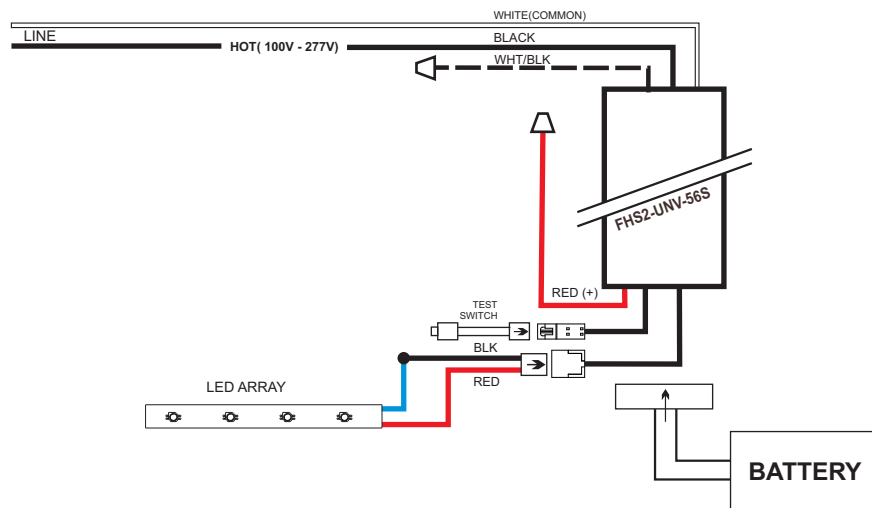 WHITE(COMMON)
LINE
HOT( 100V - 277V)
BLACK
WHT/BLK
FHS2-UNV-56S
RED (+)
TEST
SWITCH
BLK
RED
LED ARRAY
BATTERY